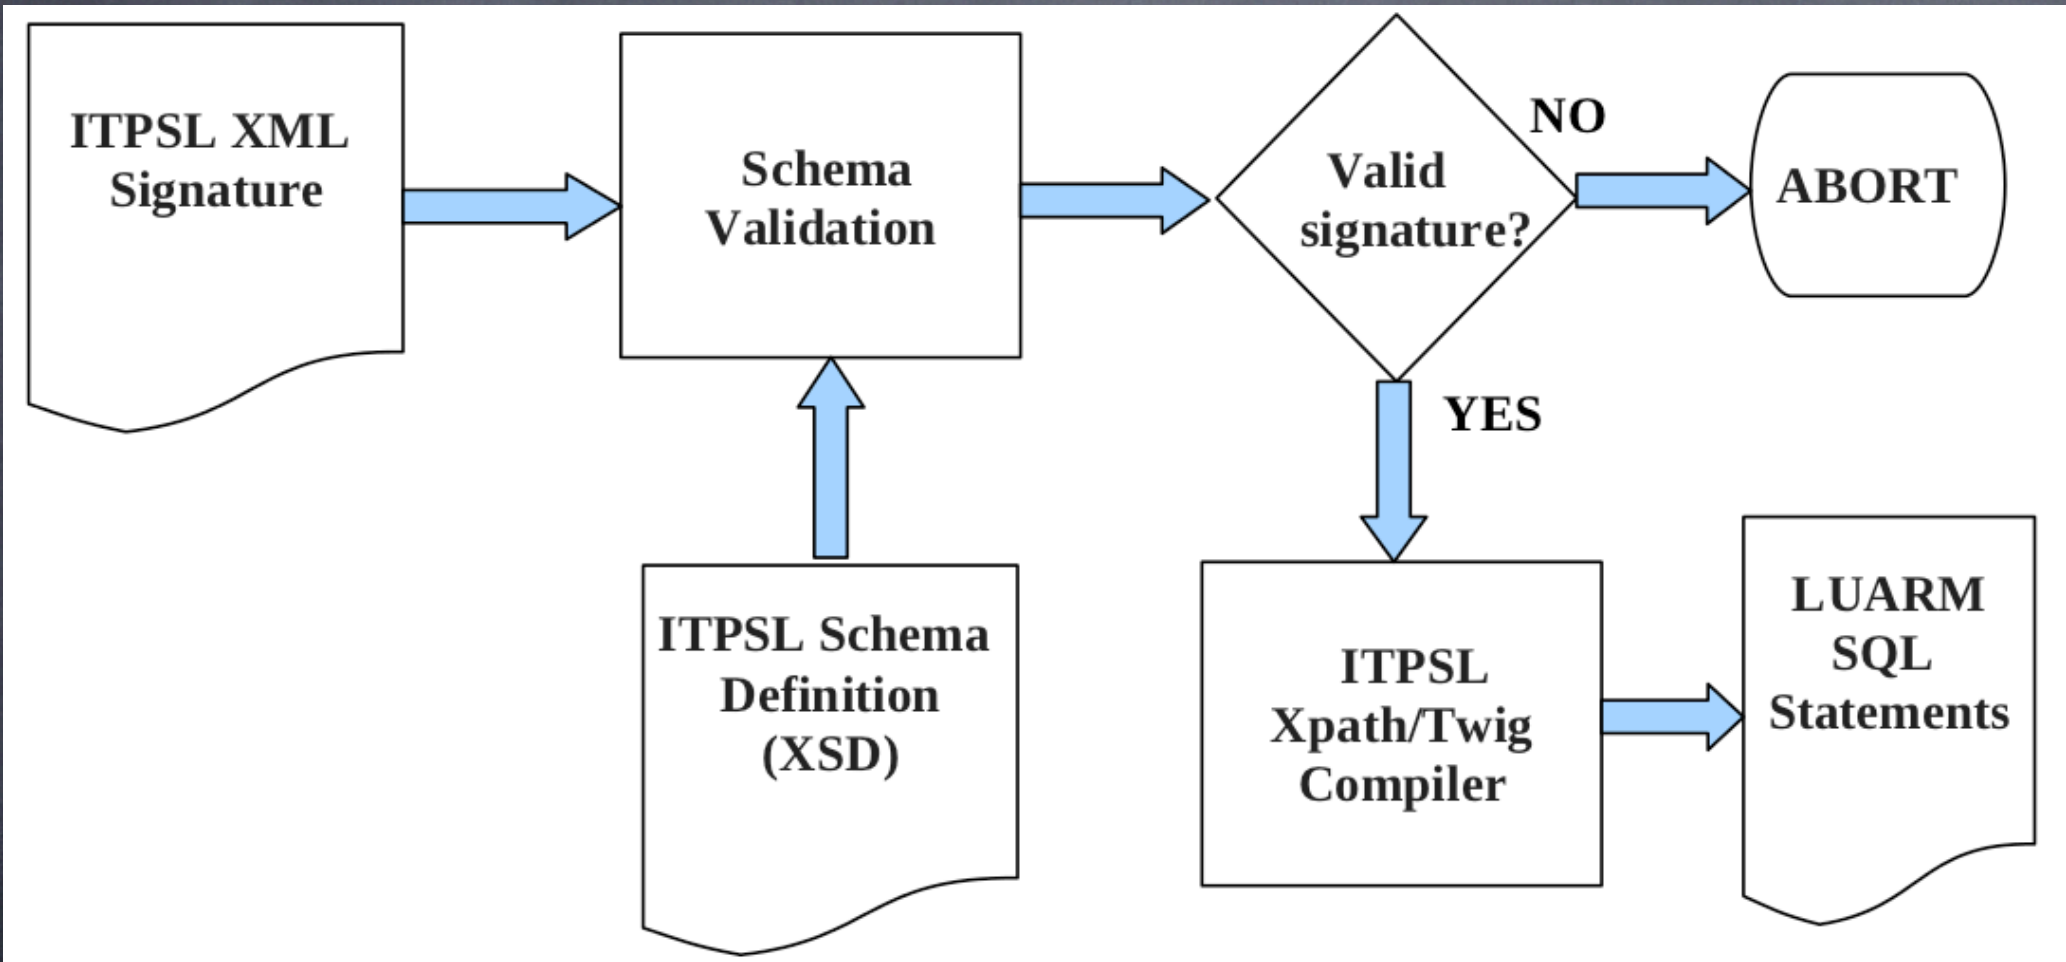 ITPSL XML
Signature
Schema
Validation
Valid
signature?
NO
ABORT
YES
ITPSL Schema
Definition
(XSD)
ITPSL
Xpath/Twig
Compiler
LUARM
SQL
Statements